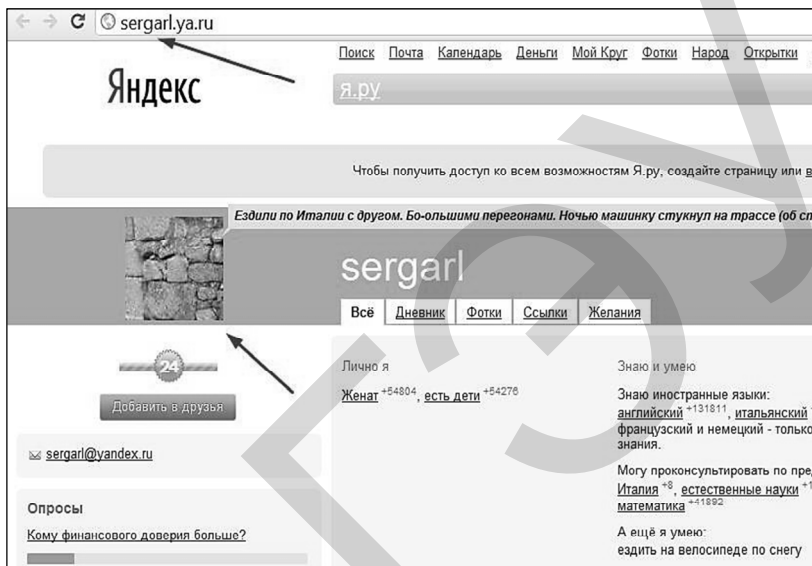 sergarl.ya.ru
Поиск Почта Календарь Деньги Мой Круг Фотки Народ Открытки
Яндекс
я.ру
Чтобы получить доступ ко всем возможностям Я.ру, создайте страницу или
Ездили по Италии с другом. Бо-ольшими перегонами. Ночью машинку стукнул на трассе (об
sergarl
Всё Дневник Фотки Ссылки Желания
24
Лично я
Знаю и умею
Женат +54804, есть дети +54276
Знаю иностранные языки:
английский +131811, итальянский
французский и немецкий - только
знания.
Добавить в друзья
sergarl@yandex.ru
Могу проконсультировать по
Италия +8, естественные науки
математика +41892
Опросы
А ещё я умею:
Кому финансового доверия больше?
ездить на велосипеде по снегу